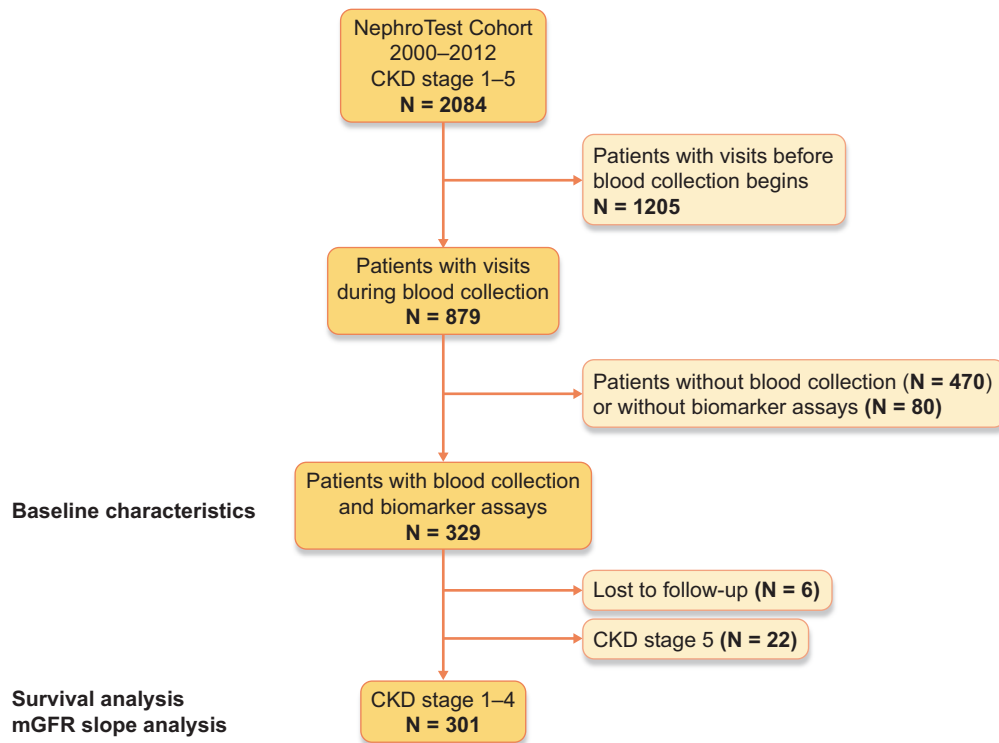 NephroTest Cohort
2000–2012
CKD stage 1–5
N = 2084
Patients with visits before
blood collection begins
N = 1205
Patients with visits
during blood collection
N = 879
Patients without blood collection (N = 470)
or without biomarker assays (N = 80)
Baseline characteristics
Patients with blood collection
and biomarker assays
N = 329
Lost to follow-up (N = 6)
CKD stage 5 (N = 22)
Survival analysis
mGFR slope analysis
CKD stage 1–4
N = 301